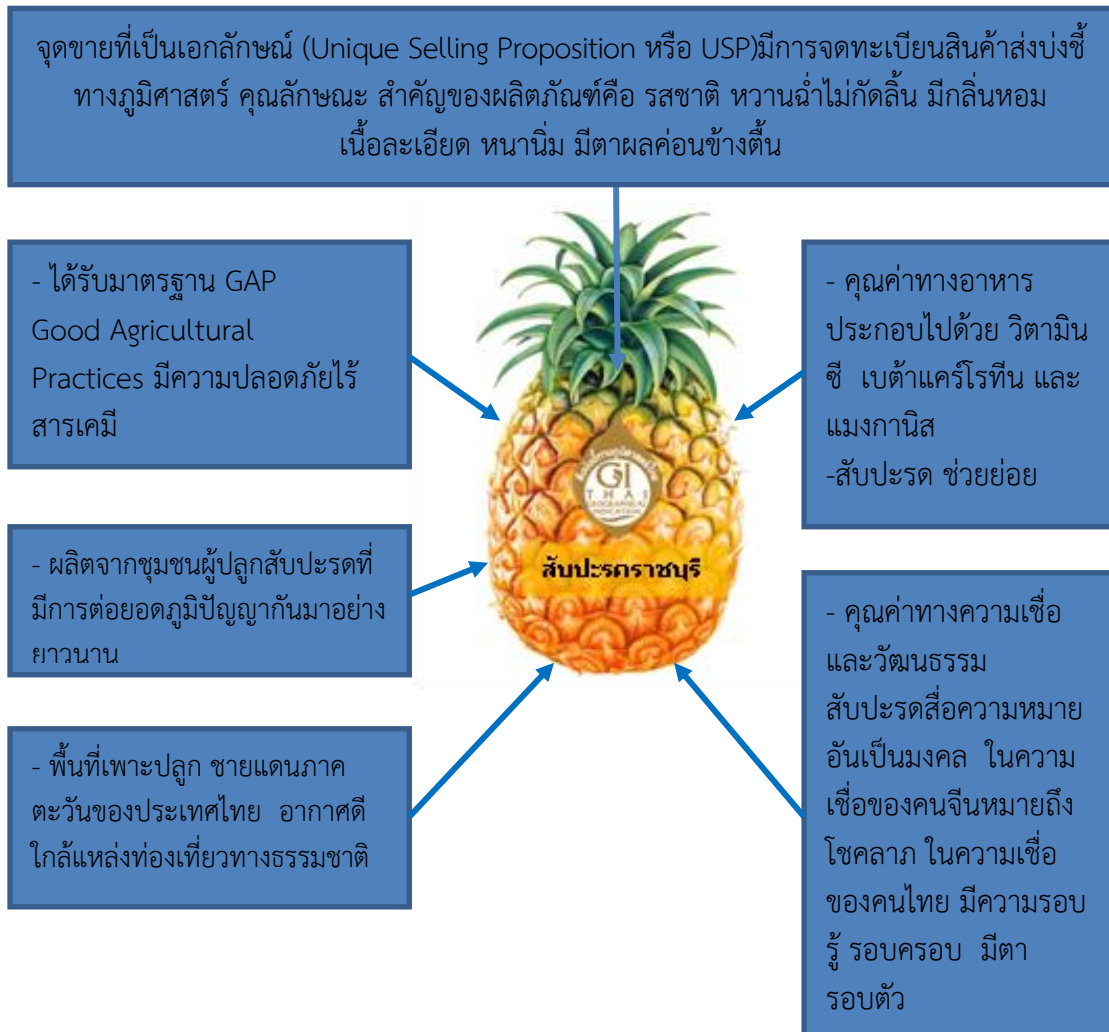 จุดขายที่เป็นเอกลักษณ์ (Unique Selling Proposition หรือ USP)มีการจดทะเบียนสินค้าส่งบ่งชี้
ทางภูมิศาสตร์ คุณลักษณะ สำคัญของผลิตภัณฑ์คือ รสชาติ หวานฉ่ำไม่กัดลิ้น มีกลิ่นหอม
เนื้อละเอียด หนานิ่ม มีตาผลค่อนข้างตื้น
- ได้รับมาตรฐาน GAP
Good Agricultural
Practices มีความปลอดภัยไร้
สารเคมี
- ผลิตจากชุมชนผู้ปลูกสับปะรดที่
มีการต่อยอดภูมิปัญญากันมาอย่าง
ยาวนาน
- พื้นที่เพาะปลูก ชายแดนภาค
ตะวันของประเทศไทย อากาศดี
ใกล้แหล่งท่องเที่ยวทางธรรมชาติ
GI
THAI
GEOGRAPHICAL
INDICATION
สับปะรดราชบุรี
- คุณค่าทางอาหาร
ประกอบไปด้วย วิตามิน
ซี เบต้าแคร์โรทีน และ
แมงกานิส
-สับปะรด ช่วยย่อย
- คุณค่าทางความเชื่อ
และวัฒนธรรม
สับปะรดสื่อความหมาย
อันเป็นมงคล ในความ
เชื่อของคนจีนหมายถึง
โชคลาภ ในความเชื่อ
ของคนไทย มีความรอบ
รู้ รอบครอบ มีตา
รอบตัว